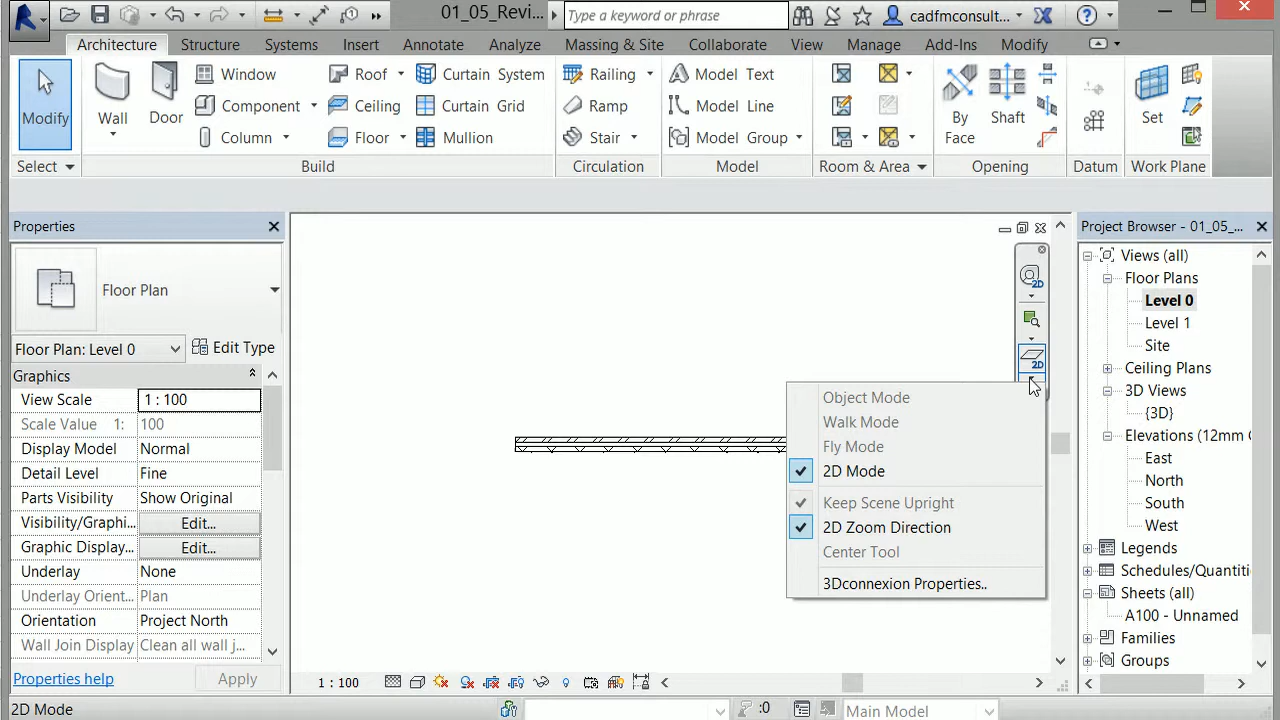 01_05_Revi...
Type a keyword or phrase
cadfmconsult...
Architecture
Structure
Systems
Insert
Annotate
Analyze
Massing & Site
Collaborate
View
Manage
Add-Ins
Modify
Modify
Wall
Door
Window
Component
Column
Roof
Ceiling
Floor
Curtain System
Curtain Grid
Mullion
Railing
Ramp
Stair
Model Text
Model Line
Model Group
By
Face
Shaft
Set
Select
Build
Circulation
Model
Room & Area
Opening
Datum
Work Plane
Properties
Floor Plan
Floor Plan: Level 0
Edit Type
Graphics
View Scale 1 : 100
Scale Value 1: 100
Display Model Normal
Detail Level Fine
Parts Visibility Show Original
Visibility/Graphi... Edit...
Graphic Display... Edit...
Underlay None
Underlay Orient... Plan
Orientation Project North
Wall Join Display Clean all wall j...
Properties help
Apply
2D
2D
Object Mode
Walk Mode
Fly Mode
2D Mode
Keep Scene Upright
2D Zoom Direction
Center Tool
3Dconnexion Properties..
Project Browser - 01_05_...
Views (all)
Floor Plans
Level 0
Level 1
Site
Ceiling Plans
3D Views
{3D}
Elevations (12mm C
East
North
South
West
Legends
Schedules/Quantiti
Sheets (all)
A100 - Unnamed
Families
Groups
1 : 100
2D Mode
:0
Main Model